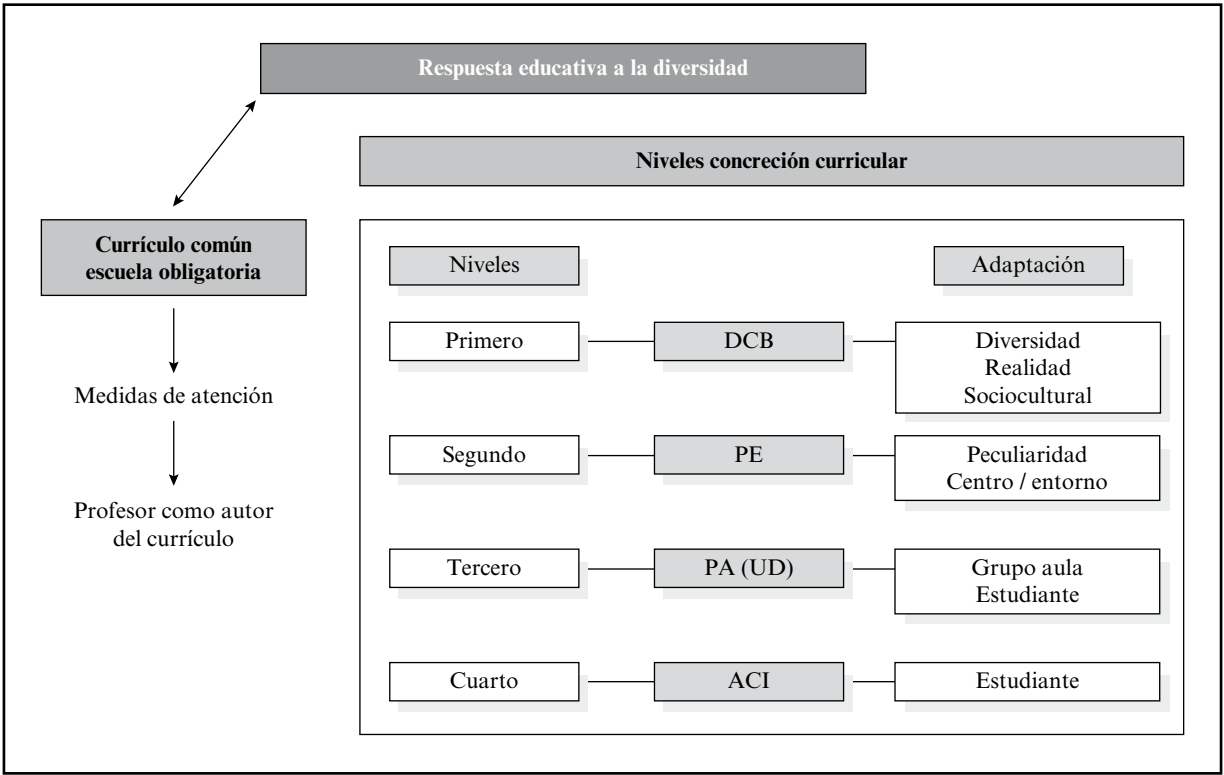 Respuesta educativa a la diversidad
Niveles concreción curricular
Currículo común
escuela obligatoria
Medidas de atención
Profesor como autor
del currículo
Niveles
Adaptación
Primero
DCB
Diversidad
Realidad
Sociocultural
Segundo
PE
Peculiaridad
Centro / entorno
Tercero
PA (UD)
Grupo aula
Estudiante
Cuarto
ACI
Estudiante